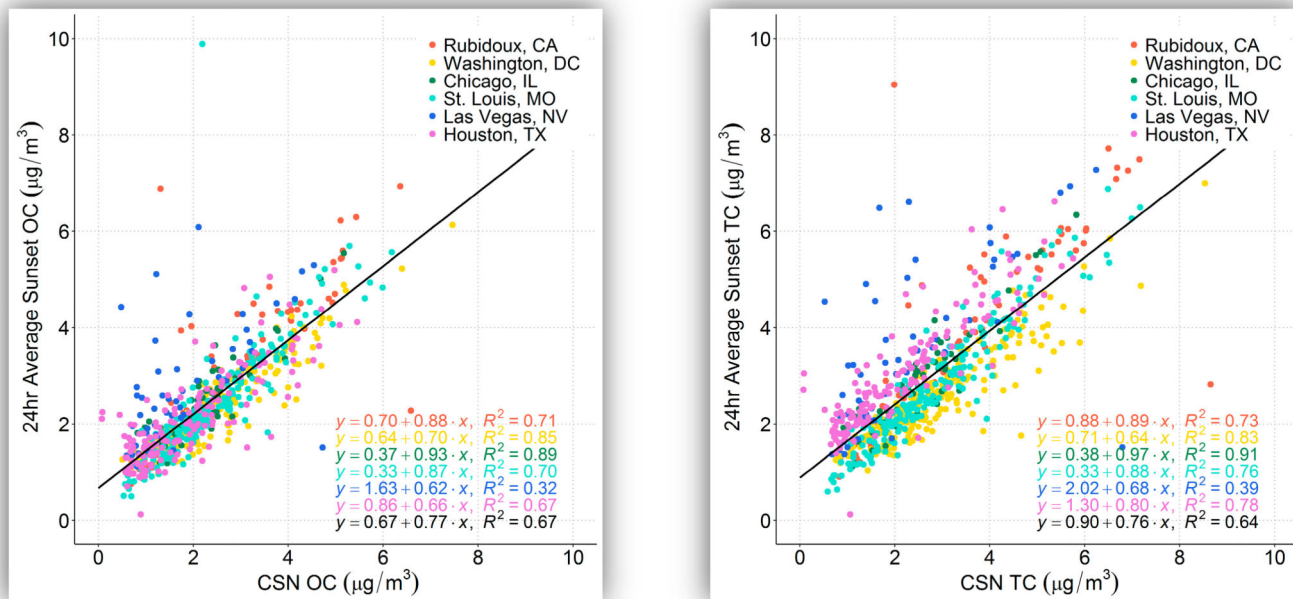 10
8
6
4
2
0
24hr Average Sunset OC (μg/m³)
Rubidoux, CA
Washington, DC
Chicago, IL
St. Louis, MO
Las Vegas, NV
Houston, TX
y = 0.70 + 0.88 · x, R² = 0.71
y = 0.64 + 0.70 · x, R² = 0.85
y = 0.37 + 0.93 · x, R² = 0.89
y = 0.33 + 0.87 · x, R² = 0.70
y = 1.63 + 0.62 · x, R² = 0.32
y = 0.86 + 0.66 · x, R² = 0.67
y = 0.67 + 0.77 · x, R² = 0.67
0 2 4 6 8 10
CSN OC (μg/m³)
10
8
6
4
2
0
24hr Average Sunset TC (μg/m³)
Rubidoux, CA
Washington, DC
Chicago, IL
St. Louis, MO
Las Vegas, NV
Houston, TX
y = 0.88 + 0.89 · x, R² = 0.73
y = 0.71 + 0.64 · x, R² = 0.83
y = 0.38 + 0.97 · x, R² = 0.91
y = 0.33 + 0.88 · x, R² = 0.76
y = 2.02 + 0.68 · x, R² = 0.39
y = 1.30 + 0.80 · x, R² = 0.78
y = 0.90 + 0.76 · x, R² = 0.64
0 2 4 6 8 10
CSN TC (μg/m³)